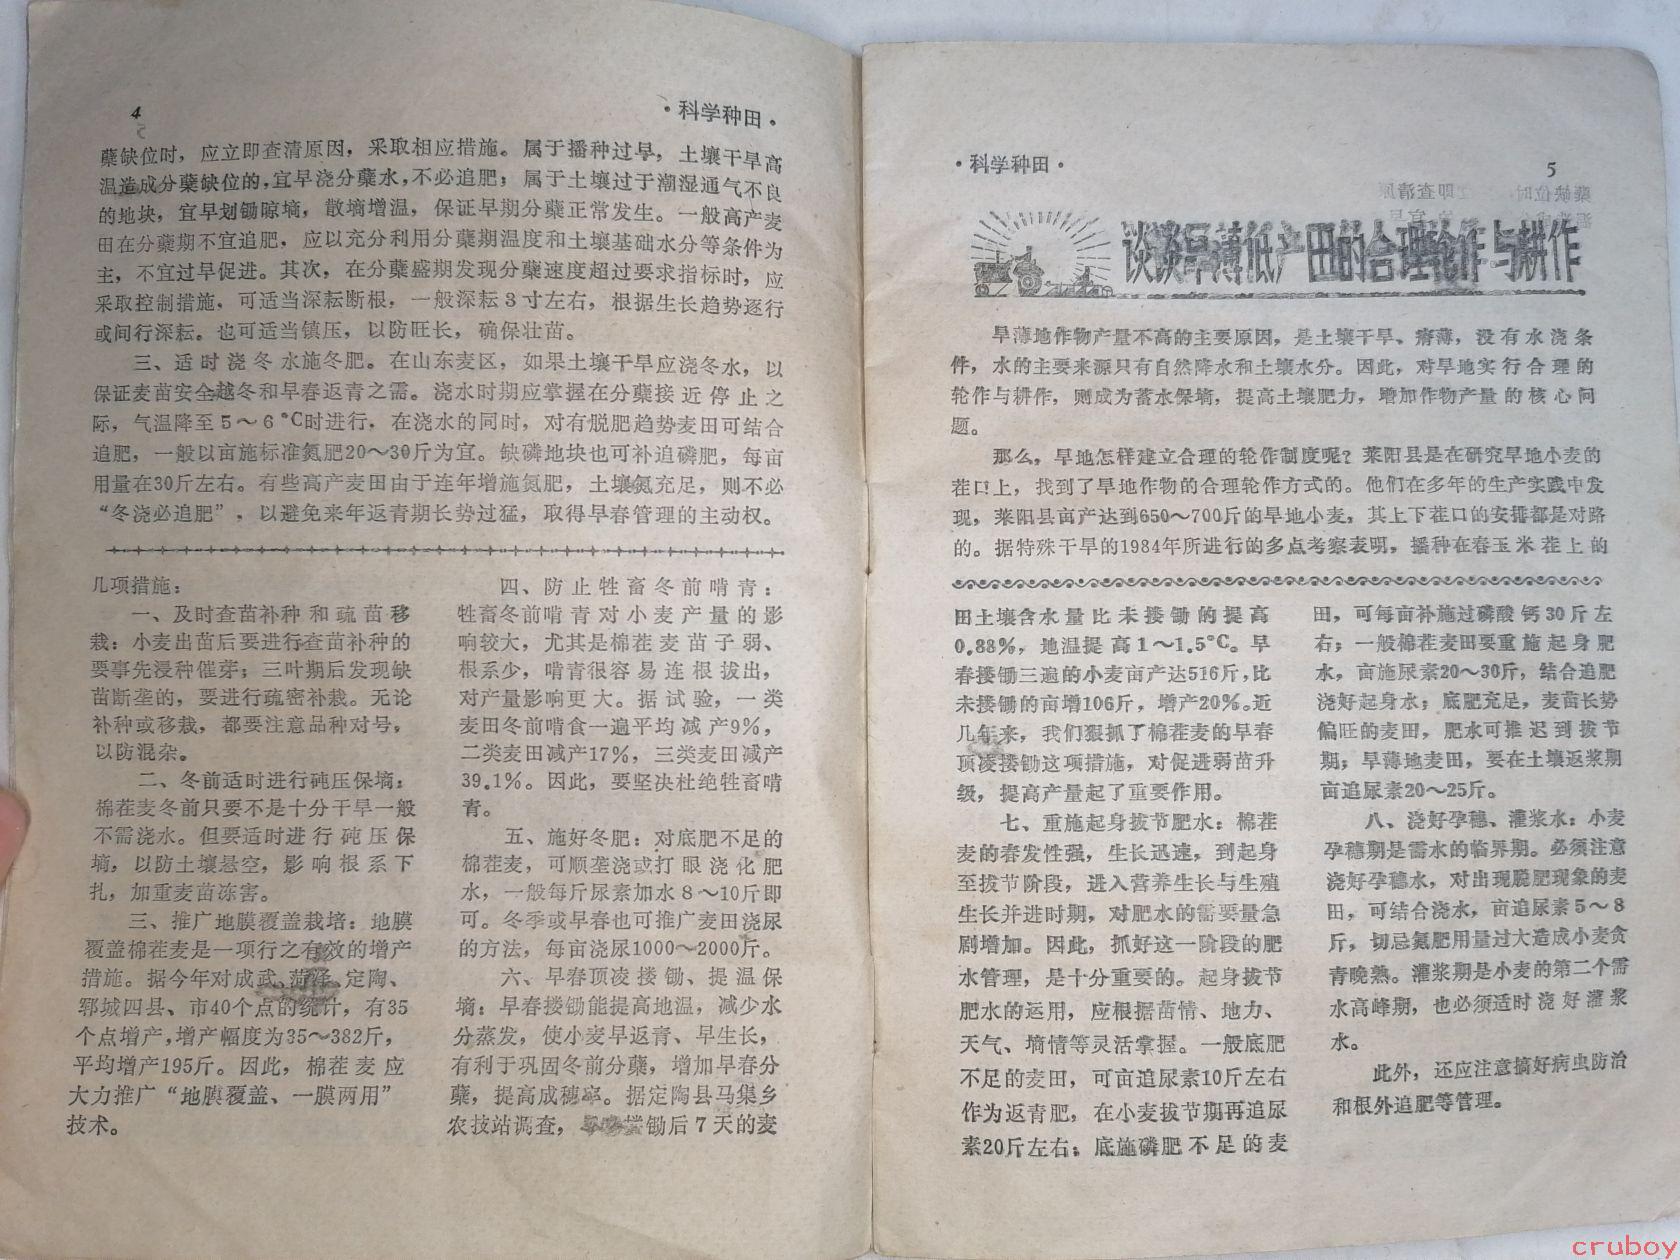 4
·科学种田·
蘖缺位时，应立即查清原因，采取相应措施。属于播种过早，土壤干旱高
温造成分蘖缺位的，宜早浇分蘖水，不必追肥；属于土壤过于潮湿通气不良
的地块，宜早划锄晾墒，散墒增温，保证早期分蘖正常发生。一般高产麦
田在分蘖期不宜追肥，应以充分利用分蘖期温度和土壤基础水分等条件为
主，不宜过早促进。其次，在分蘖盛期发现分蘖速度超过要求指标时，应
采取控制措施，可适当深耘断根，一般深耘3寸左右，根据生长趋势逐行
或间行深耘。也可适当镇压，以防旺长，确保壮苗。
三、适时浇冬水施冬肥。在山东麦区，如果土壤干旱应浇冬水，以
保证麦苗安全越冬和早春返青之需。浇水时期应掌握在分蘖接近停止之
际，气温降至5～6℃时进行，在浇水的同时，对有脱肥趋势麦田可结合
追肥，一般以亩施标准氮肥20～30斤为宜。缺磷地块也可补追磷肥，每亩
用量在30斤左右。有些高产麦田由于连年增施氮肥，土壤氮充足，则不必
“冬浇必追肥”，以避免来年返青期长势过猛，取得早春管理的主动权。
几项措施：
一、及时查苗补种和疏苗移
栽：小麦出苗后要进行查苗补种的
要事先浸种催芽；三叶期后发现缺
苗断垄的，要进行疏密补栽。无论
补种或移栽，都要注意品种对号，
以防混杂。
二、冬前适时进行砘压保墒：
棉茬麦冬前只要不是十分干旱一般
不需浇水。但要适时进行砘压保
墒，以防土壤悬空，影响根系下
扎，加重麦苗冻害。
三、推广地膜覆盖栽培：地膜
覆盖棉茬麦是一项行之有效的增产
措施。据今年对成武、菏泽、定陶、
郓城四县、市40个点的统计，有35
个点增产，增产幅度为35～382斤，
平均增产195斤。因此，棉茬麦应
大力推广“地膜覆盖、一膜两用”
技术。
四、防止牲畜冬前啃青：
牲畜冬前啃青对小麦产量的影
响较大，尤其是棉茬麦苗子弱、
根系少，啃青很容易连根拔出，
对产量影响更大。据试验，一类
麦田冬前啃食一遍平均减产9%，
二类麦田减产17%，三类麦田减产
39.1%。因此，要坚决杜绝牲畜啃
青。
五、施好冬肥：对底肥不足的
棉茬麦，可顺垄浇或打眼浇化肥
水，一般每斤尿素加水8～10斤即
可。冬季或早春也可推广麦田浇尿
的方法，每亩浇尿1000～2000斤。
六、早春顶凌搂锄、提温保
墒：早春搂锄能提高地温，减少水
分蒸发，使小麦早返青、早生长，
有利于巩固冬前分蘖，增加早春分
蘖，提高成穗率。据定陶县马集乡
农技站调查，搂锄后7天的麦
·科学种田·
5
谈谈旱薄低产田的合理轮作与耕作
旱薄地作物产量不高的主要原因，是土壤干旱、瘠薄，没有水浇条
件，水的主要来源只有自然降水和土壤水分。因此，对旱地实行合理的
轮作与耕作，则成为蓄水保墒，提高土壤肥力，增加作物产量的核心问
题。
那么，旱地怎样建立合理的轮作制度呢？莱阳县是在研究旱地小麦的
茬口上，找到了旱地作物的合理轮作方式的。他们在多年的生产实践中发
现，莱阳县亩产达到650～700斤的旱地小麦，其上下茬口的安排都是对路
的。据特殊干旱的1984年所进行的多点考察表明，播种在春玉米茬上的
田土壤含水量比未搂锄的提高
0.88%，地温提高1～1.5℃。早
春搂锄三遍的小麦亩产达516斤，比
未搂锄的亩增106斤，增产20%。近
几年来，我们狠抓了棉茬麦的早春
顶凌搂锄这项措施，对促进弱苗升
级，提高产量起了重要作用。
七、重施起身拔节肥水：棉茬
麦的春发性强，生长迅速，到起身
至拔节阶段，进入营养生长与生殖
生长并进时期，对肥水的需要量急
剧增加。因此，抓好这一阶段的肥
水管理，是十分重要的。起身拔节
肥水的运用，应根据苗情、地力、
天气、墒情等灵活掌握。一般底肥
不足的麦田，可亩追尿素10斤左右
作为返青肥，在小麦拔节期再追尿
素20斤左右；底施磷肥不足的麦
田，可每亩补施过磷酸钙30斤左
右；一般棉茬麦田要重施起身肥
水，亩施尿素20～30斤，结合追肥
浇好起身水；底肥充足，麦苗长势
偏旺的麦田，肥水可推迟到拔节
期；旱薄地麦田，要在土壤返浆期
亩追尿素20～25斤。
八、浇好孕穗、灌浆水：小麦
孕穗期是需水的临界期。必须注意
浇好孕穗水，对出现脱肥现象的麦
田，可结合浇水，亩追尿素5～8
斤，切忌氮肥用量过大造成小麦贪
青晚熟。灌浆期是小麦的第二个需
水高峰期，也必须适时浇好灌浆
水。
此外，还应注意搞好病虫防治
和根外追肥等管理。
cruboy